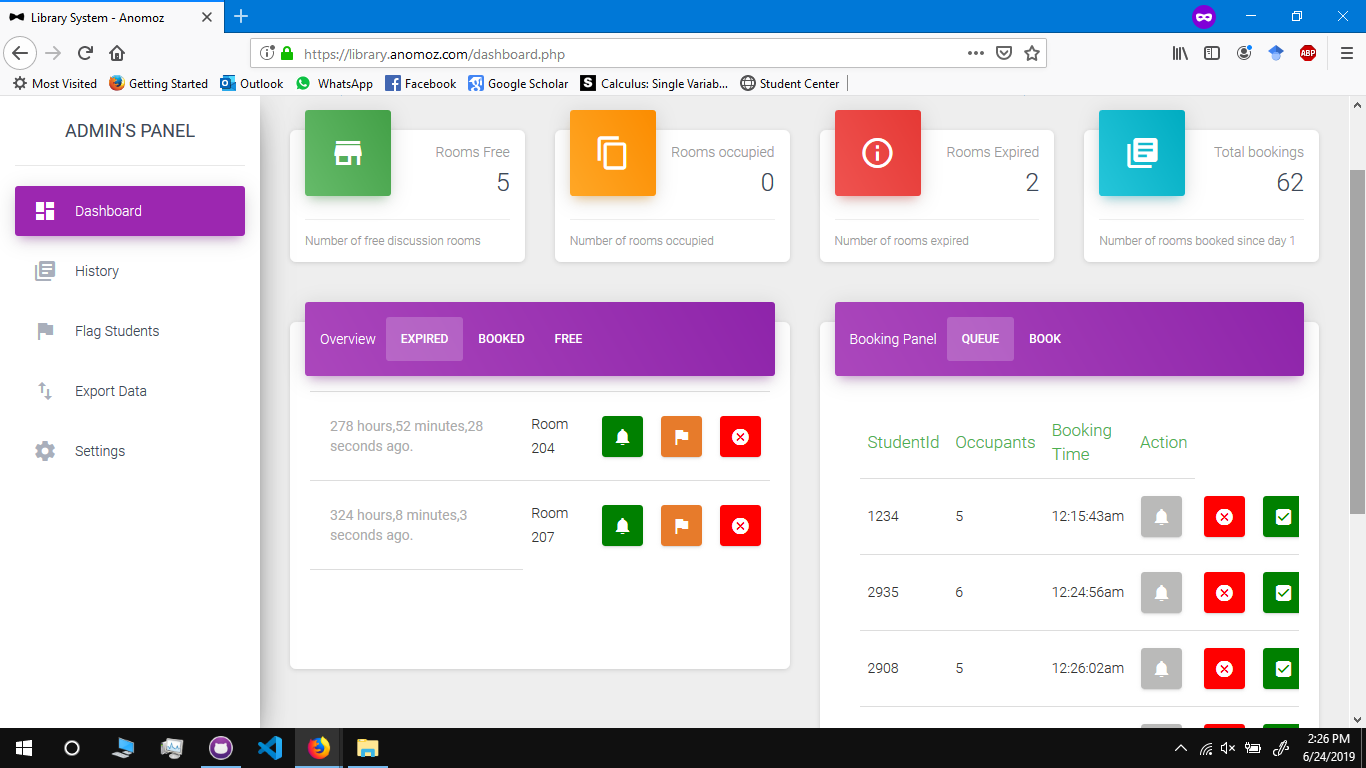 Library System - Anomoz
https://library.anomoz.com/dashboard.php
ABP
Most Visited
Getting Started
Outlook
WhatsApp
Facebook
Google Scholar
S
Calculus: Single Variab...
Student Center
ADMIN'S PANEL
Dashboard
History
Flag Students
Export Data
Settings
Rooms Free
5
Number of free discussion rooms
Rooms occupied
0
Number of rooms occupied
Rooms Expired
2
Number of rooms expired
Total bookings
62
Number of rooms booked since day 1
Overview
EXPIRED
BOOKED
FREE
278 hours,52 minutes,28
seconds ago.
Room
204
324 hours,8 minutes,3
seconds ago.
Room
207
Booking Panel
QUEUE
BOOK
StudentId
Occupants
Booking
Time
Action
1234
5
12:15:43am
2935
6
12:24:56am
2908
5
12:26:02am
2:26 PM
6/24/2019